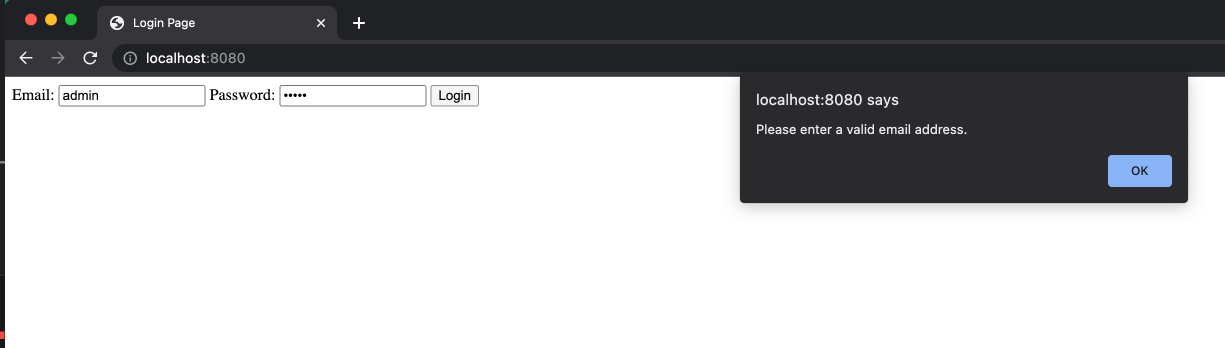 Login Page
localhost:8080
Email: admin Password: ••••• Login
localhost:8080 says
Please enter a valid email address.
OK